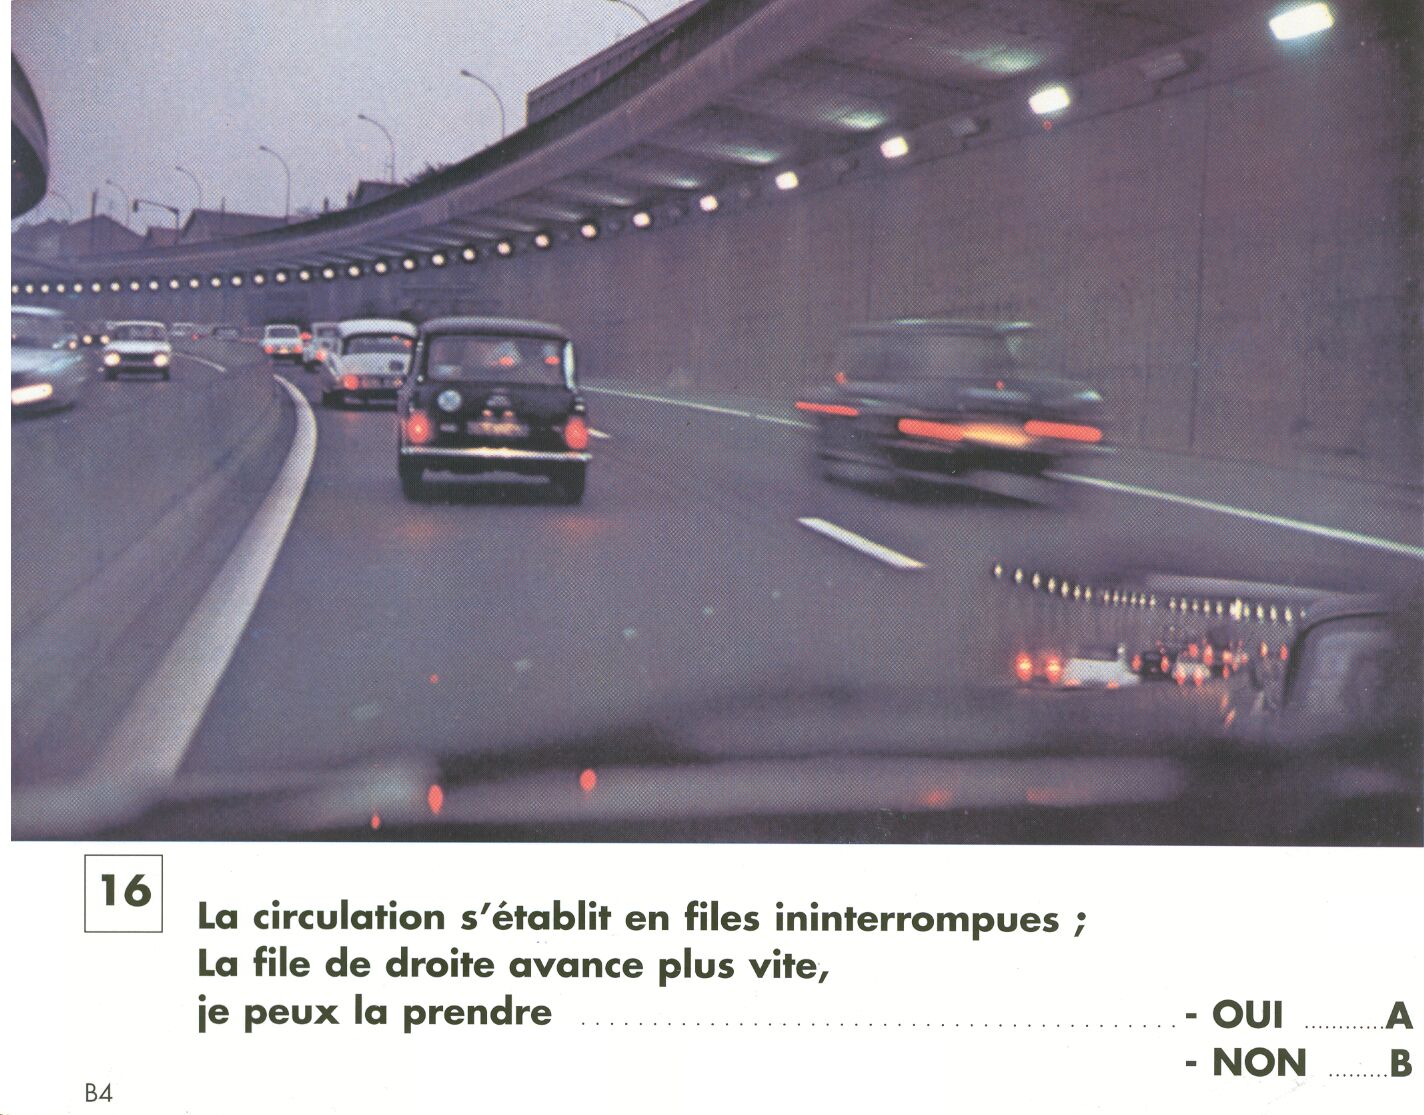 16
La circulation s'établit en files ininterrompues ;
La file de droite avance plus vite,
je peux la prendre ........................................ - OUI ............A
- NON .........B
B4